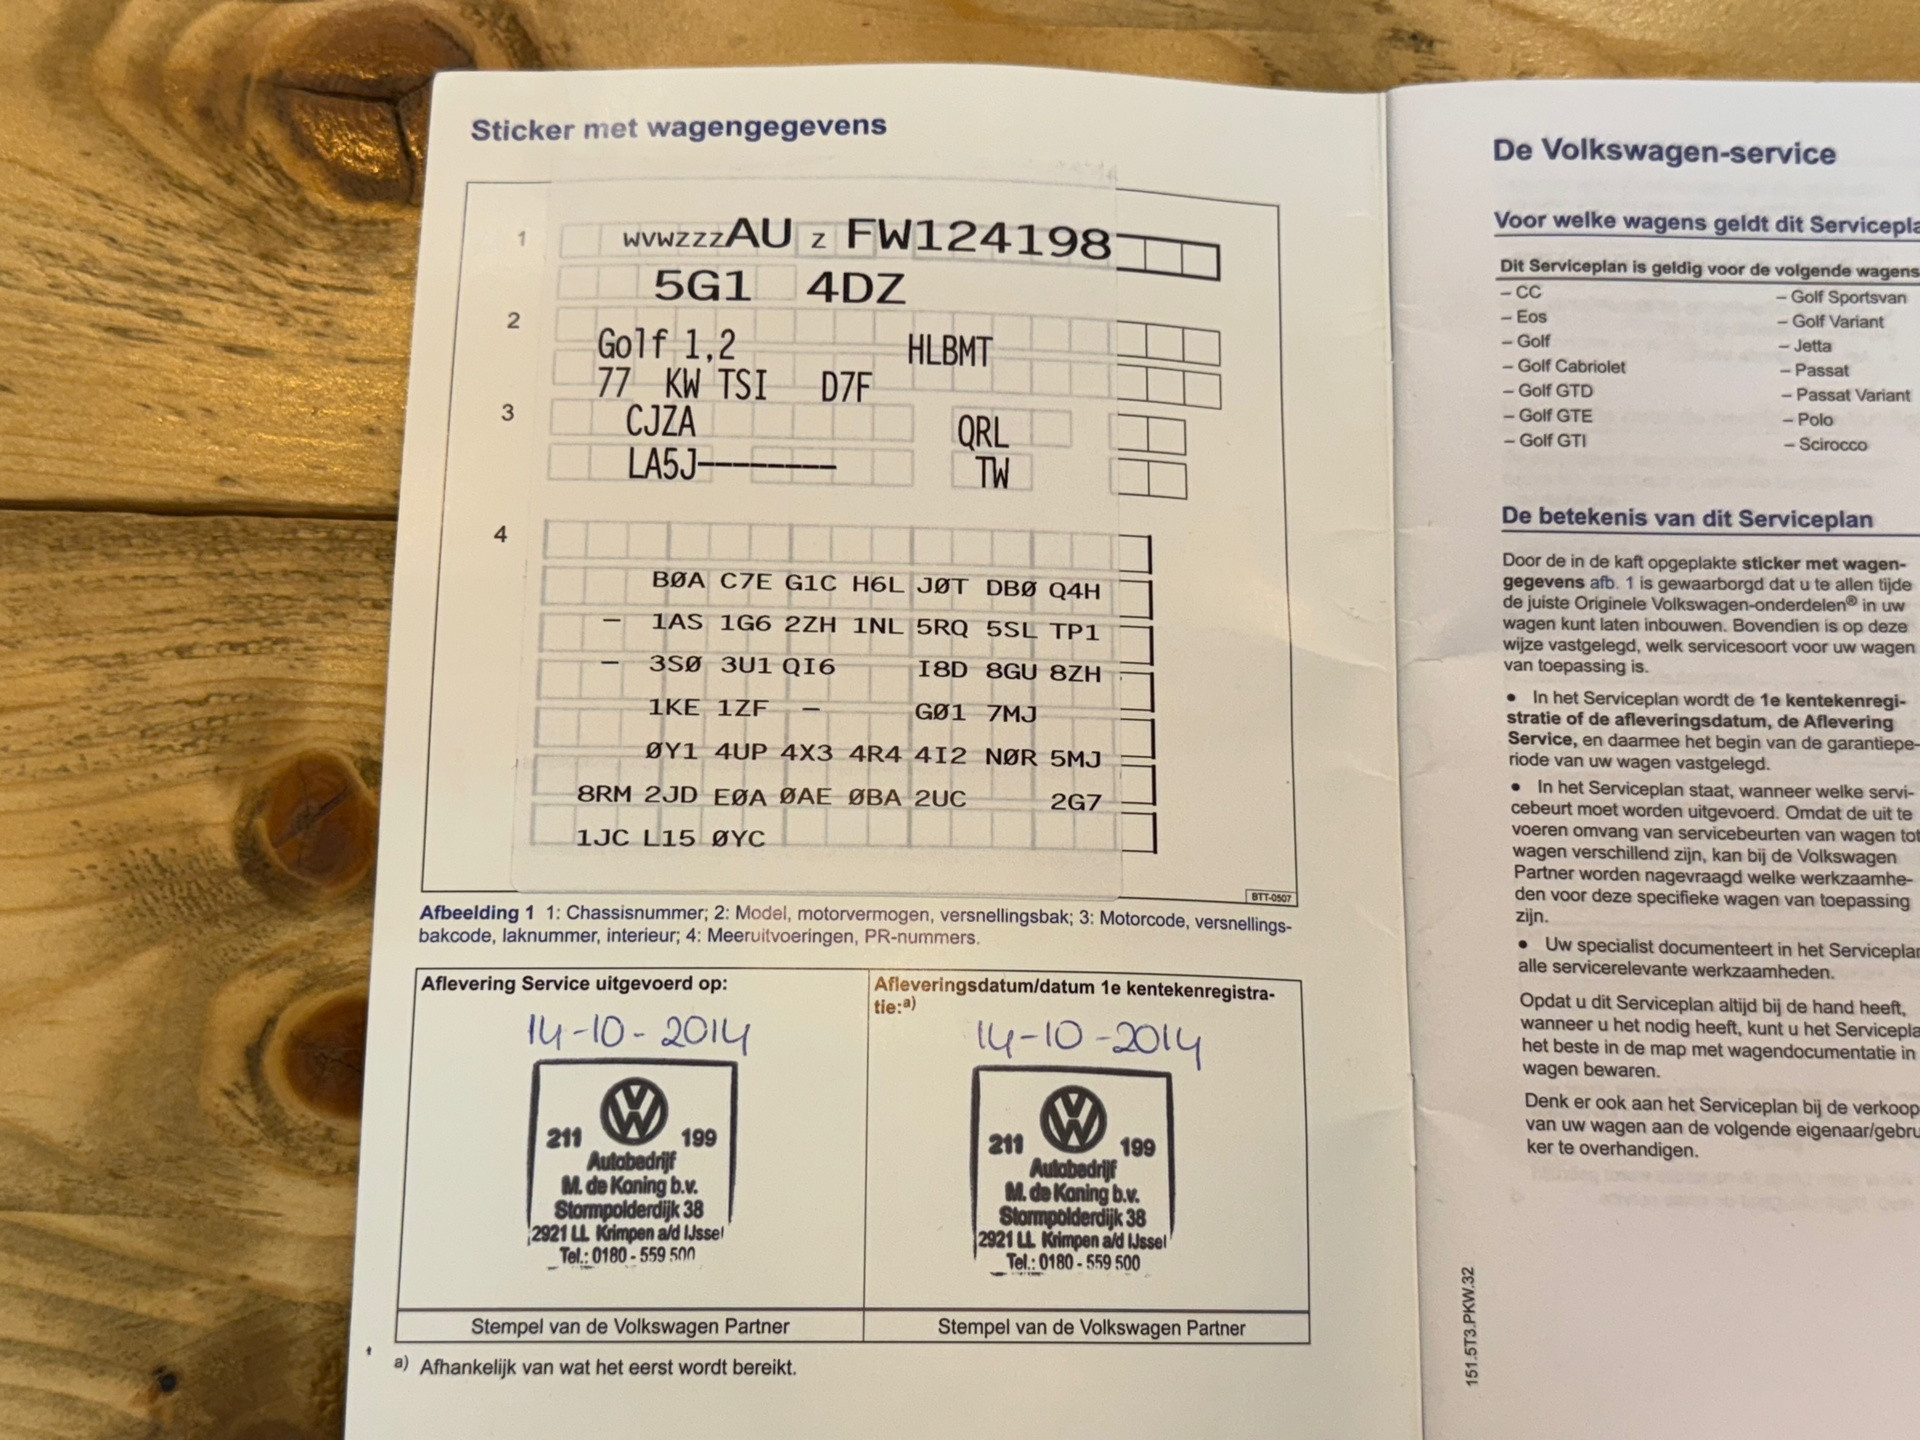 Sticker met wagengegevens
1 WVWZZZAU Z FW124198
5G1 4DZ
2 Golf 1,2 HLBMT
77 KW TSI D7F
3 CJZA QRL
LA5J-------- TW
4
BØA C7E G1C H6L JØT DBØ Q4H
– 1AS 1G6 2ZH 1NL 5RQ 5SL TP1
– 3SØ 3U1 QI6 I8D 8GU 8ZH
1KE 1ZF – GØ1 7MJ
ØY1 4UP 4X3 4R4 4I2 NØR 5MJ
8RM 2JD EØA ØAE ØBA 2UC 2G7
1JC L15 ØYC
BTT-0507
Afbeelding 1 1: Chassisnummer; 2: Model, motorvermogen, versnellingsbak; 3: Motorcode, versnellings-
bakcode, laknummer, interieur; 4: Meeruitvoeringen, PR-nummers.
Aflevering Service uitgevoerd op:
14-10-2014
211 199
Autobedrijf
M. de Koning b.v.
Stormpolderdijk 38
2921 LL Krimpen a/d IJssel
Tel.: 0180 - 559 500
Stempel van de Volkswagen Partner
Afleveringsdatum/datum 1e kentekenregistra-
tie:a)
14-10-2014
211 199
Autobedrijf
M. de Koning b.v.
Stormpolderdijk 38
2921 LL Krimpen a/d IJssel
Tel.: 0180 - 559 500
Stempel van de Volkswagen Partner
a) Afhankelijk van wat het eerst wordt bereikt.
De Volkswagen-service
Voor welke wagens geldt dit Servicepla
Dit Serviceplan is geldig voor de volgende wagens
– CC
– Eos
– Golf
– Golf Cabriolet
– Golf GTD
– Golf GTE
– Golf GTI
– Golf Sportsvan
– Golf Variant
– Jetta
– Passat
– Passat Variant
– Polo
– Scirocco
De betekenis van dit Serviceplan
Door de in de kaft opgeplakte sticker met wagen-
gegevens afb. 1 is gewaarborgd dat u te allen tijde
de juiste Originele Volkswagen-onderdelen® in uw
wagen kunt laten inbouwen. Bovendien is op deze
wijze vastgelegd, welk servicesoort voor uw wagen
van toepassing is.
• In het Serviceplan wordt de 1e kentekenregi-
stratie of de afleveringsdatum, de Aflevering
Service, en daarmee het begin van de garantiepe-
riode van uw wagen vastgelegd.
• In het Serviceplan staat, wanneer welke servi-
cebeurt moet worden uitgevoerd. Omdat de uit te
voeren omvang van servicebeurten van wagen tot
wagen verschillend zijn, kan bij de Volkswagen
Partner worden nagevraagd welke werkzaamhe-
den voor deze specifieke wagen van toepassing
zijn.
• Uw specialist documenteert in het Serviceplan
alle servicerelevante werkzaamheden.
Opdat u dit Serviceplan altijd bij de hand heeft,
wanneer u het nodig heeft, kunt u het Servicepla
het beste in de map met wagendocumentatie in
wagen bewaren.
Denk er ook aan het Serviceplan bij de verkoop
van uw wagen aan de volgende eigenaar/gebru
ker te overhandigen.
151.5T3.PKW.32